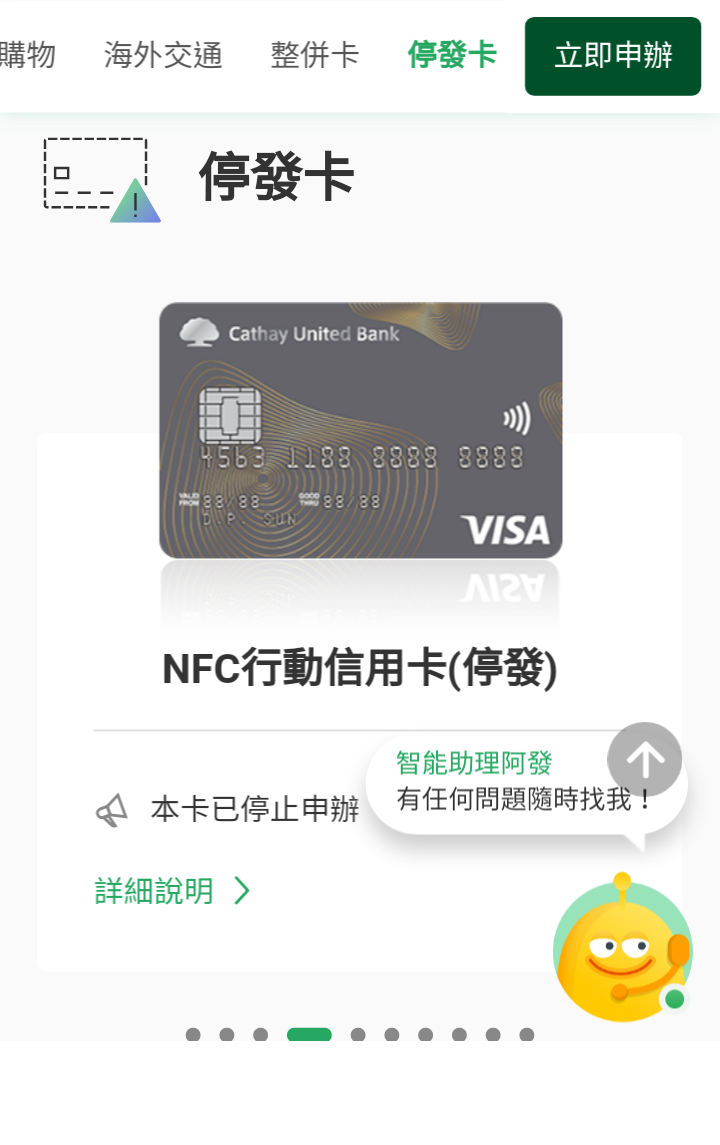 購物 海外交通 整併卡 停發卡 立即申辦
停發卡
Cathay United Bank
4563 1188 8888 8888
VALID FROM 88/88 GOOD THRU 88/88
D.P. SUN
VISA
NFC行動信用卡(停發)
智能助理阿發
有任何問題隨時找我！
本卡已停止申辦
詳細說明